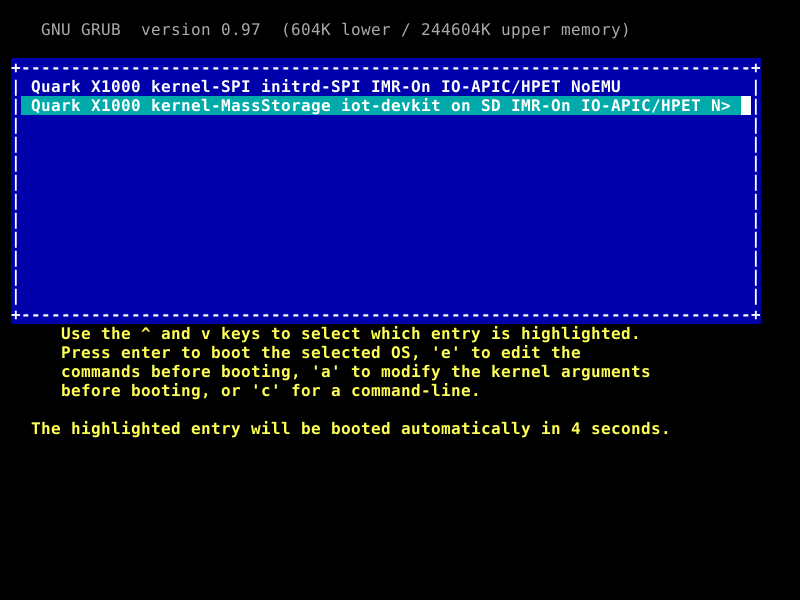 GNU GRUB  version 0.97  (604K lower / 244604K upper memory)
Quark X1000 kernel-SPI initrd-SPI IMR-On IO-APIC/HPET NoEMU
Quark X1000 kernel-MassStorage iot-devkit on SD IMR-On IO-APIC/HPET N>
Use the ^ and v keys to select which entry is highlighted.
Press enter to boot the selected OS, 'e' to edit the
commands before booting, 'a' to modify the kernel arguments
before booting, or 'c' for a command-line.
The highlighted entry will be booted automatically in 4 seconds.